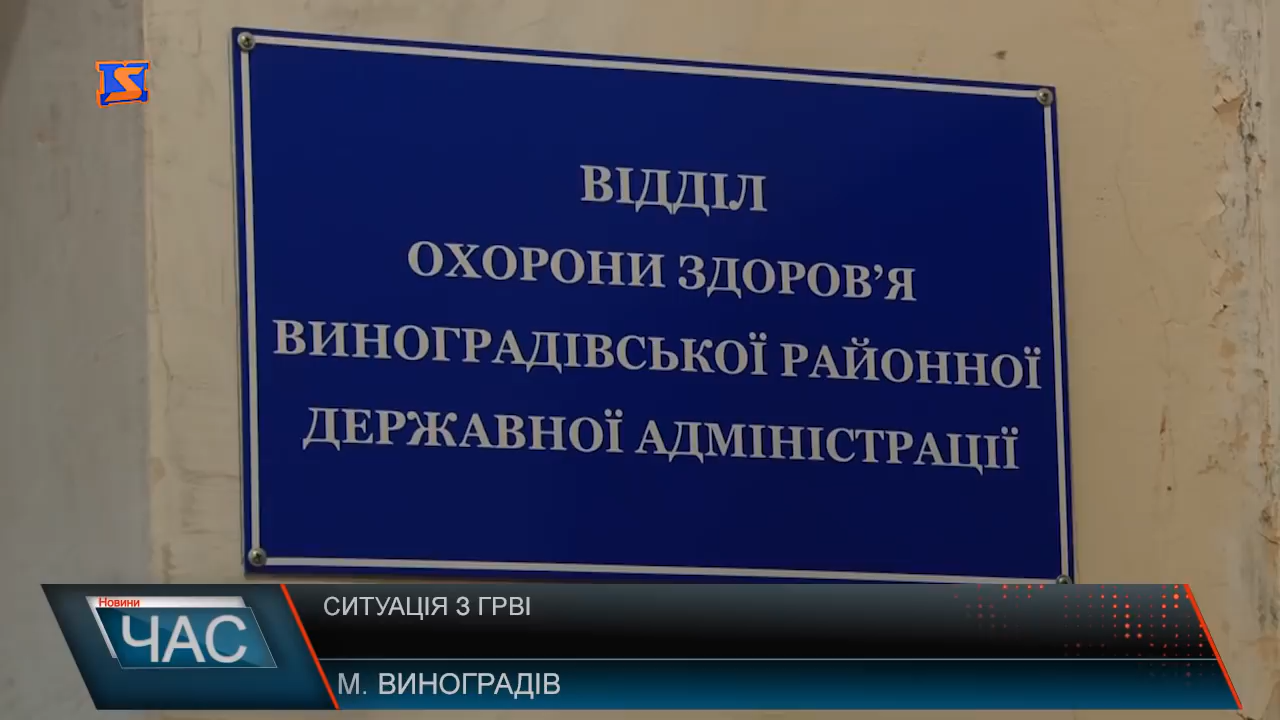 ВІДДІЛ
ОХОРОНИ ЗДОРОВ’Я
ВИНОГРАДІВСЬКОЇ РАЙОННОЇ
ДЕРЖАВНОЇ АДМІНІСТРАЦІЇ
Новини
ЧАС
СИТУАЦІЯ З ГРВІ
М. ВИНОГРАДІВ